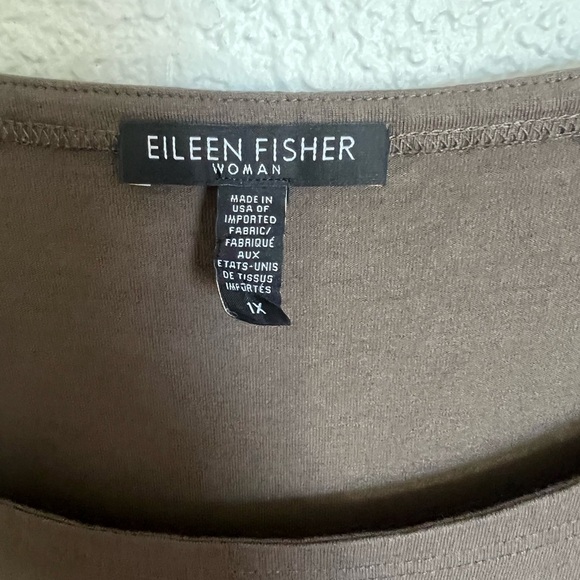 EILEEN FISHER
WOMAN
MADE IN
USA OF
IMPORTED
FABRIC/
FABRIQUÉ
AUX
ETATS-UNIS
DE TISSUS
IMPORTÉS
1X